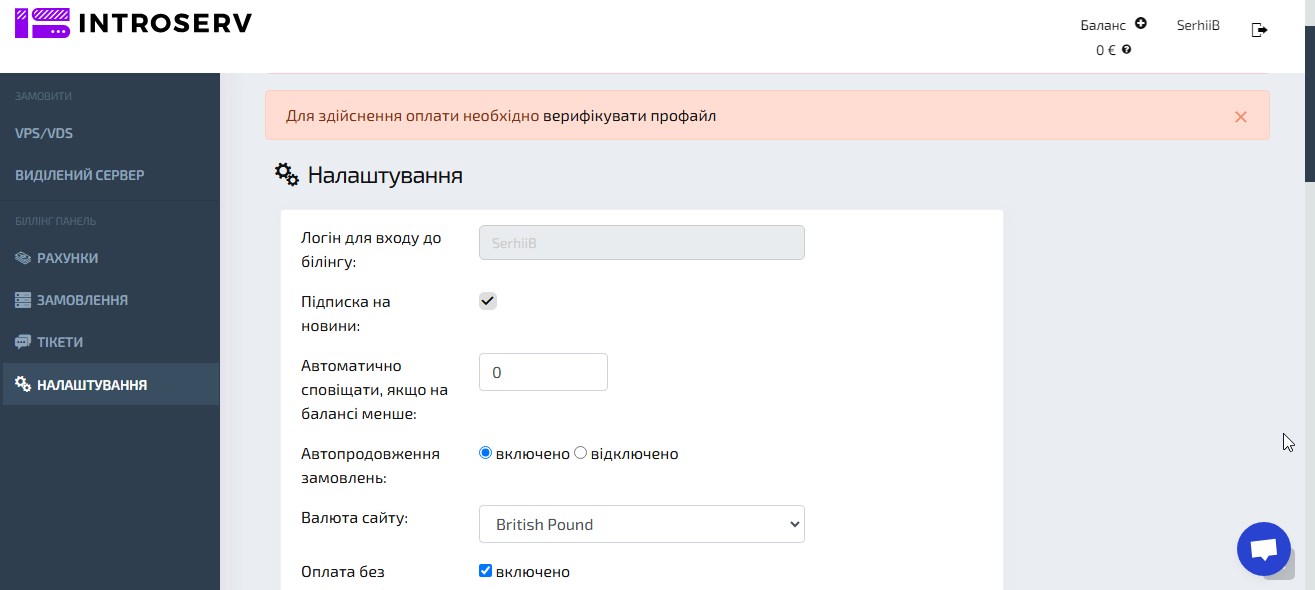 INTROSERV
Баланс
0 €
SerhiiB
ЗАМОВИТИ
VPS/VDS
ВИДІЛЕНИЙ СЕРВЕР
БІЛЛІНГ ПАНЕЛЬ
РАХУНКИ
ЗАМОВЛЕННЯ
ТІКЕТИ
НАЛАШТУВАННЯ
Для здійснення оплати необхідно верифікувати профайл
Налаштування
Логін для входу до
білінгу:
SerhiiB
Підписка на
новини:
Автоматично
сповіщати, якщо на
балансі менше:
0
Автопродовження
замовлень:
включено відключено
Валюта сайту:
British Pound
Оплата без
включено